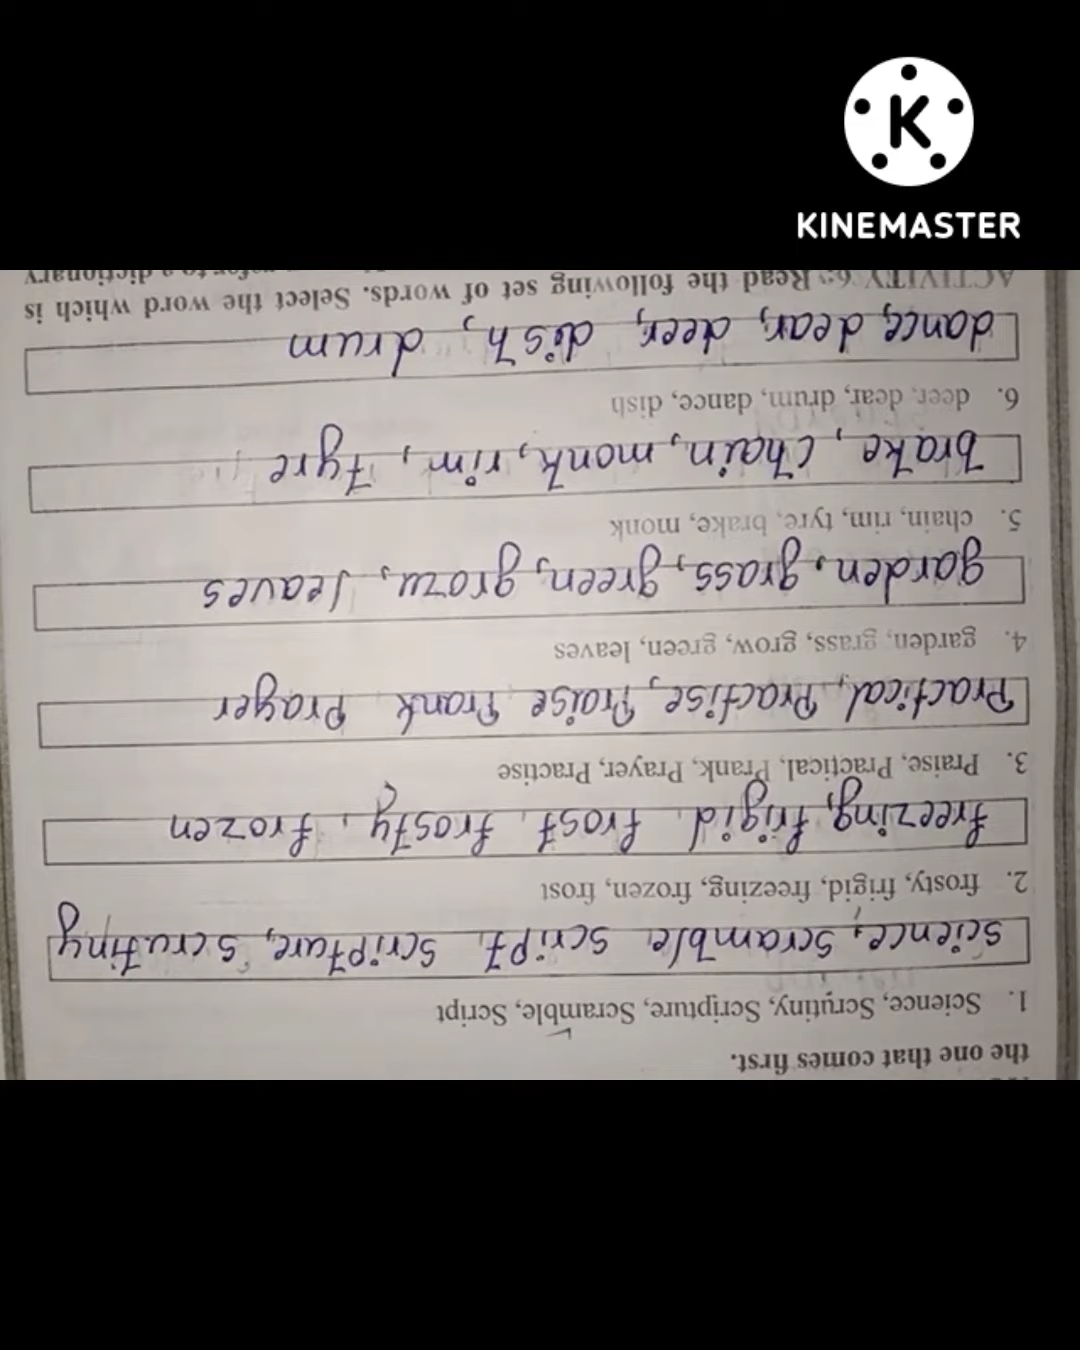 KINEMASTER
the one that comes first.
1. Science, Scrutiny, Scripture, Scramble, Script
science, scramble, script, scripture, scrutiny
2. frosty, frigid, freezing, frozen, frost
freezing, frigid, frost, frosty, frozen
3. Praise, Practical, Prank, Prayer, Practise
Practical, Practise, Praise Prank Prayer
4. garden, grass, grow, green, leaves
garden, grass, green, grow, leaves
5. chain, rim, tyre, brake, monk
brake, chain, monk, rim, tyre
6. deer, dear, drum, dance, dish
dance, dear, deer, dish, drum
ACTIVITY 6: Read the following set of words. Select the word which is
refer to a dictionary